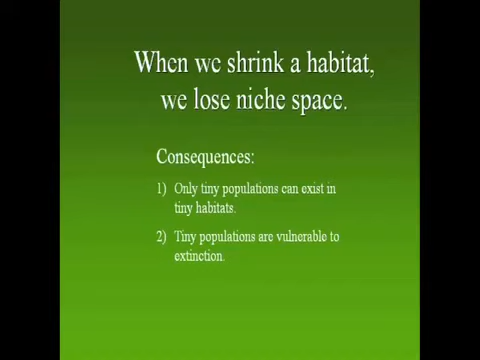 When we shrink a habitat,
we lose niche space.
Consequences:
1) Only tiny populations can exist in
tiny habitats.
2) Tiny populations are vulnerable to
extinction.